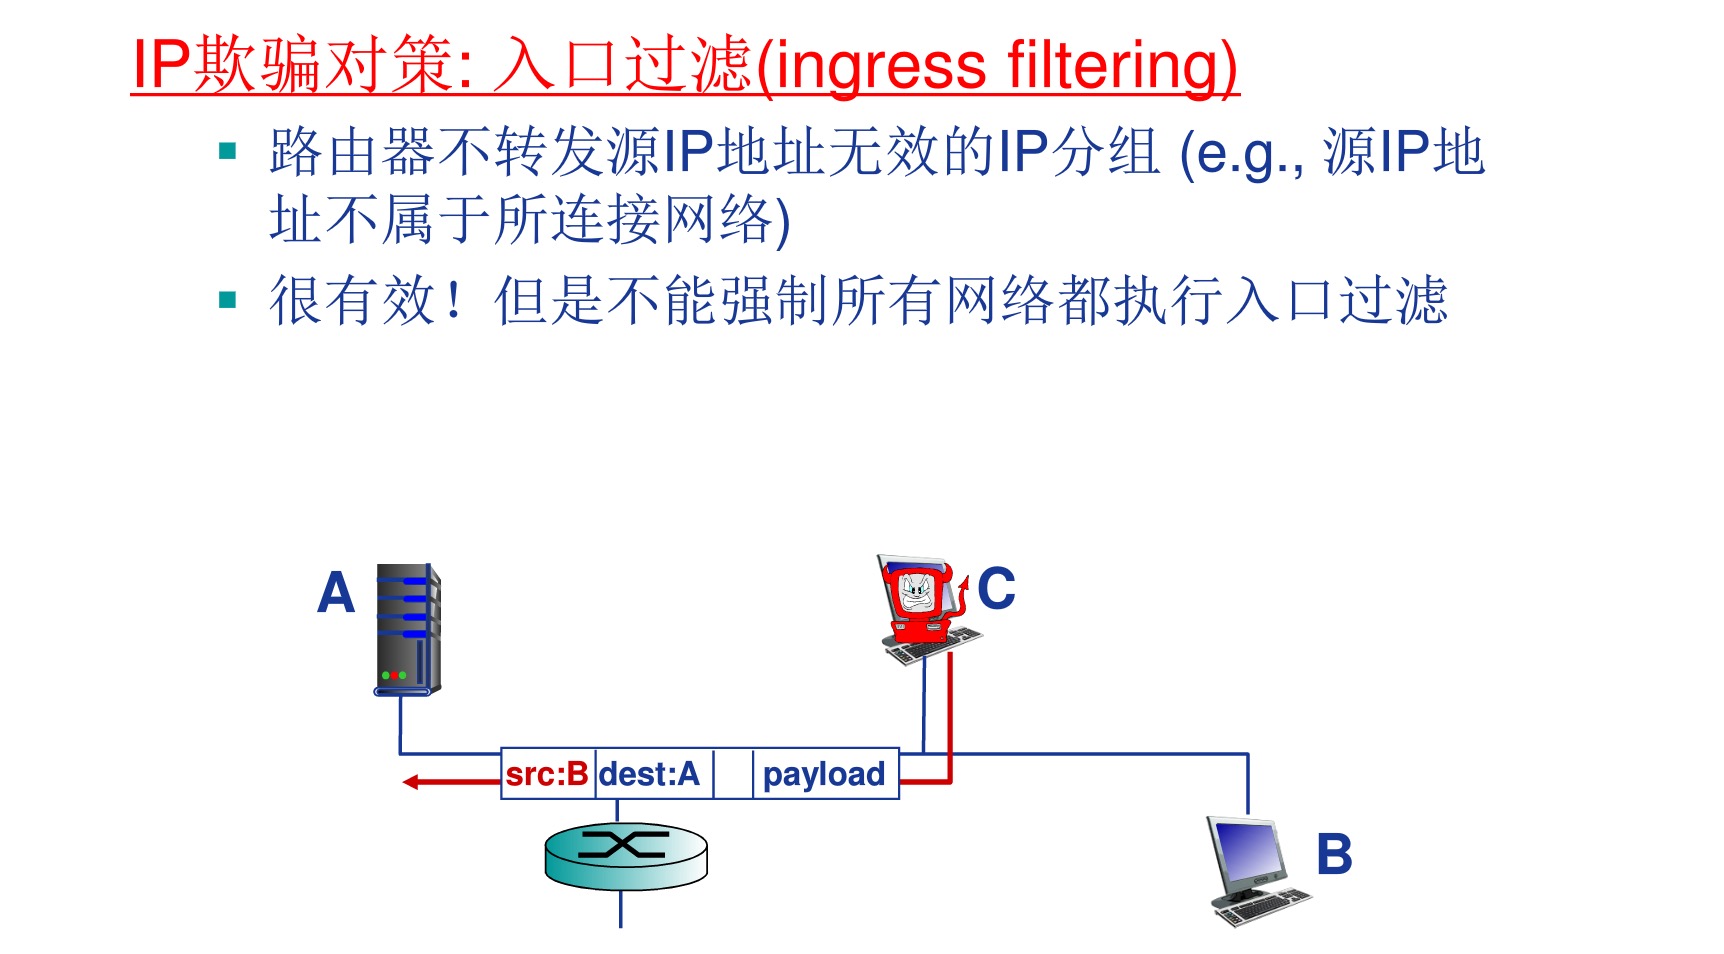 IP欺骗对策: 入口过滤(ingress filtering)
路由器不转发源IP地址无效的IP分组 (e.g., 源IP地
址不属于所连接网络)
很有效！但是不能强制所有网络都执行入口过滤
A
C
src:B dest:A payload
B